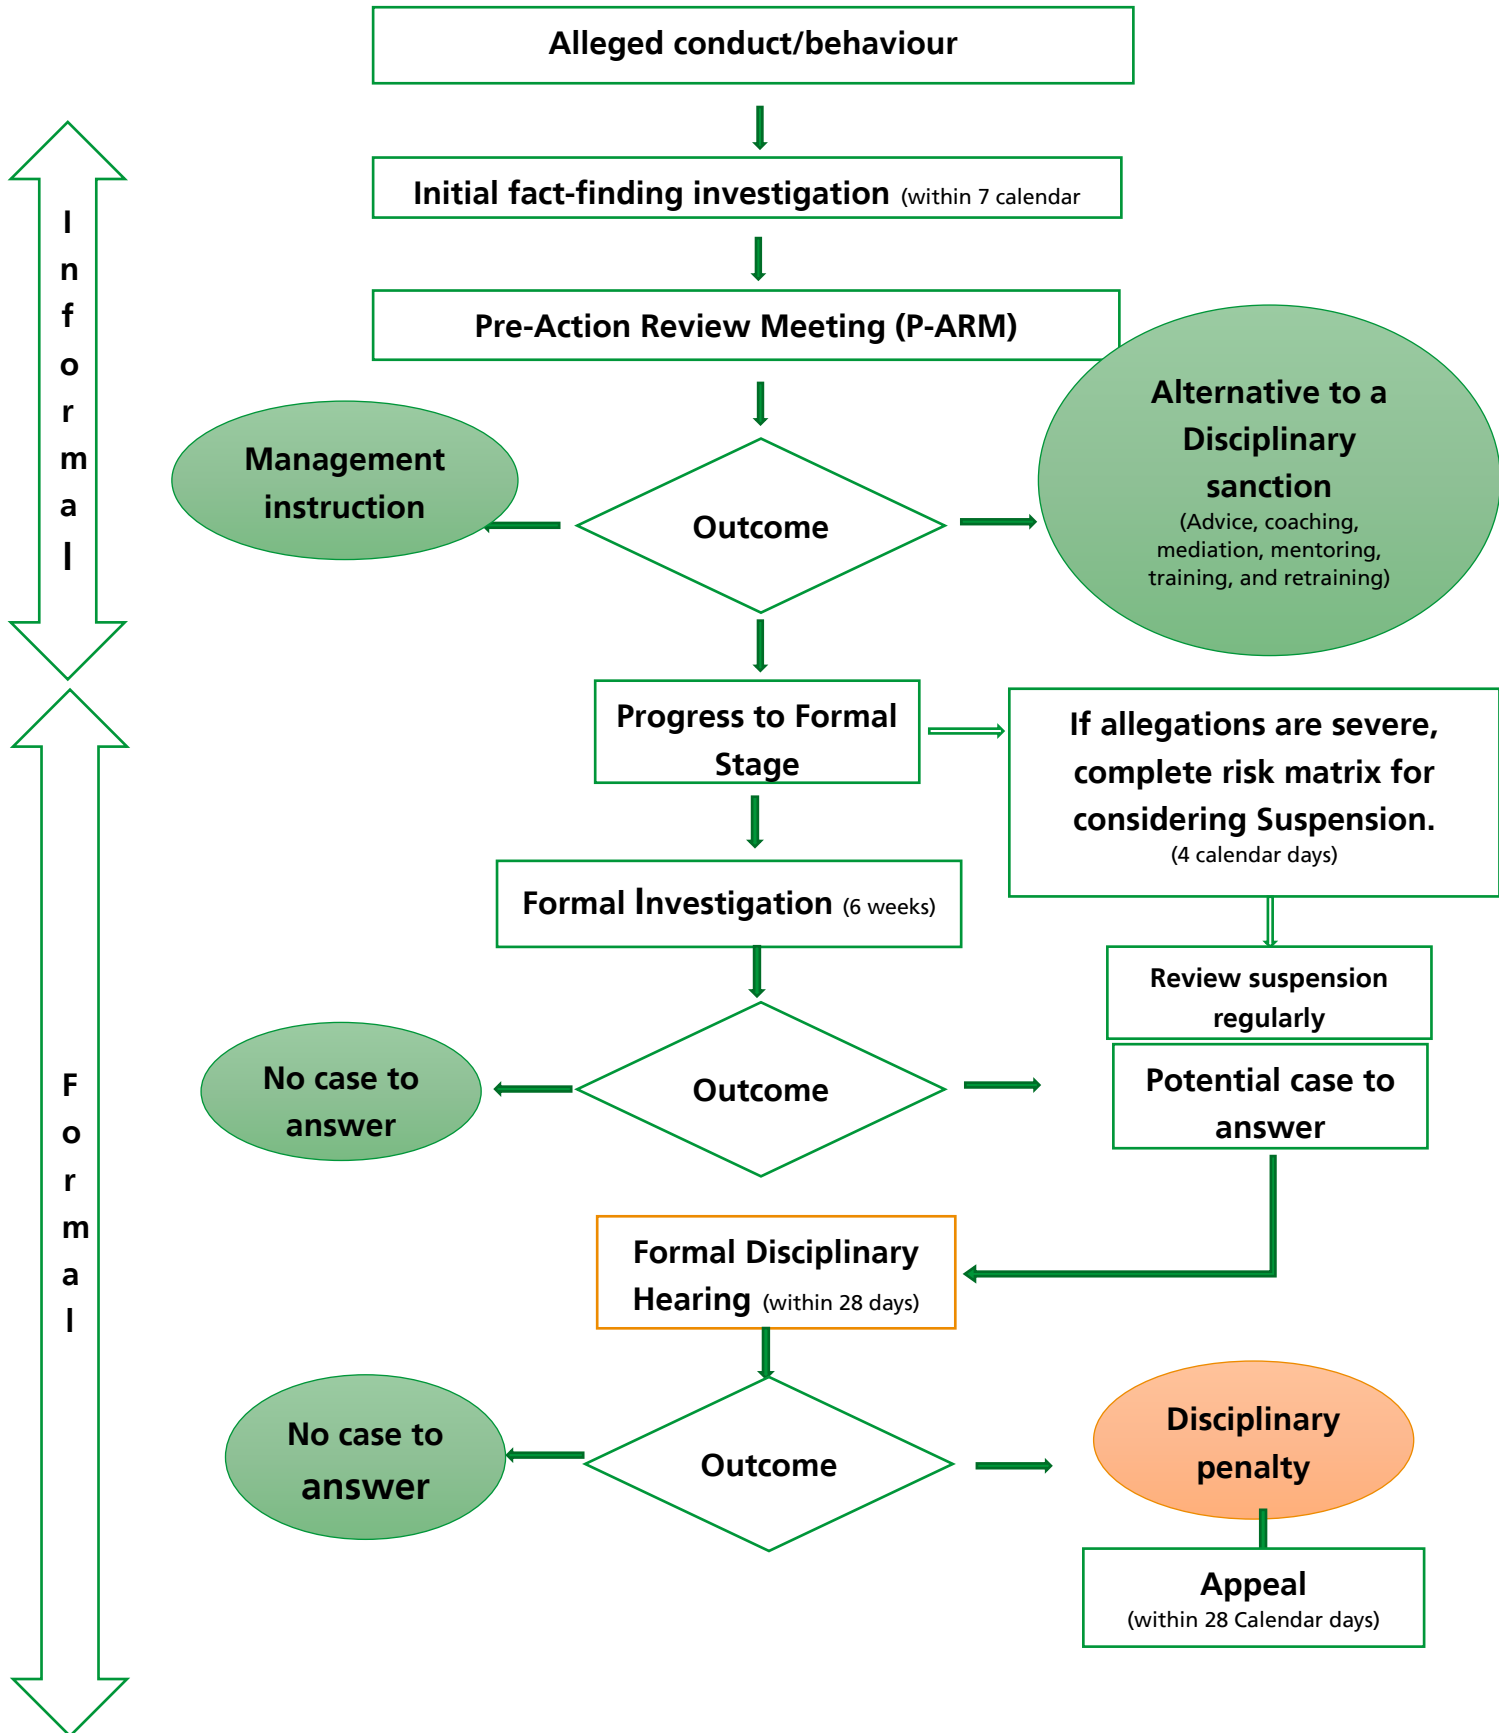 Alleged conduct/behaviour
Informal
Initial fact-finding investigation (within 7 calendar
Pre-Action Review Meeting (P-ARM)
Management
instruction
Outcome
Alternative to a
Disciplinary
sanction
(Advice, coaching,
mediation, mentoring,
training, and retraining)
Formal
Progress to Formal
Stage
If allegations are severe,
complete risk matrix for
considering Suspension.
(4 calendar days)
Formal Investigation (6 weeks)
Review suspension
regularly
No case to
answer
Outcome
Potential case to
answer
Formal Disciplinary
Hearing (within 28 days)
No case to
answer
Outcome
Disciplinary
penalty
Appeal
(within 28 Calendar days)